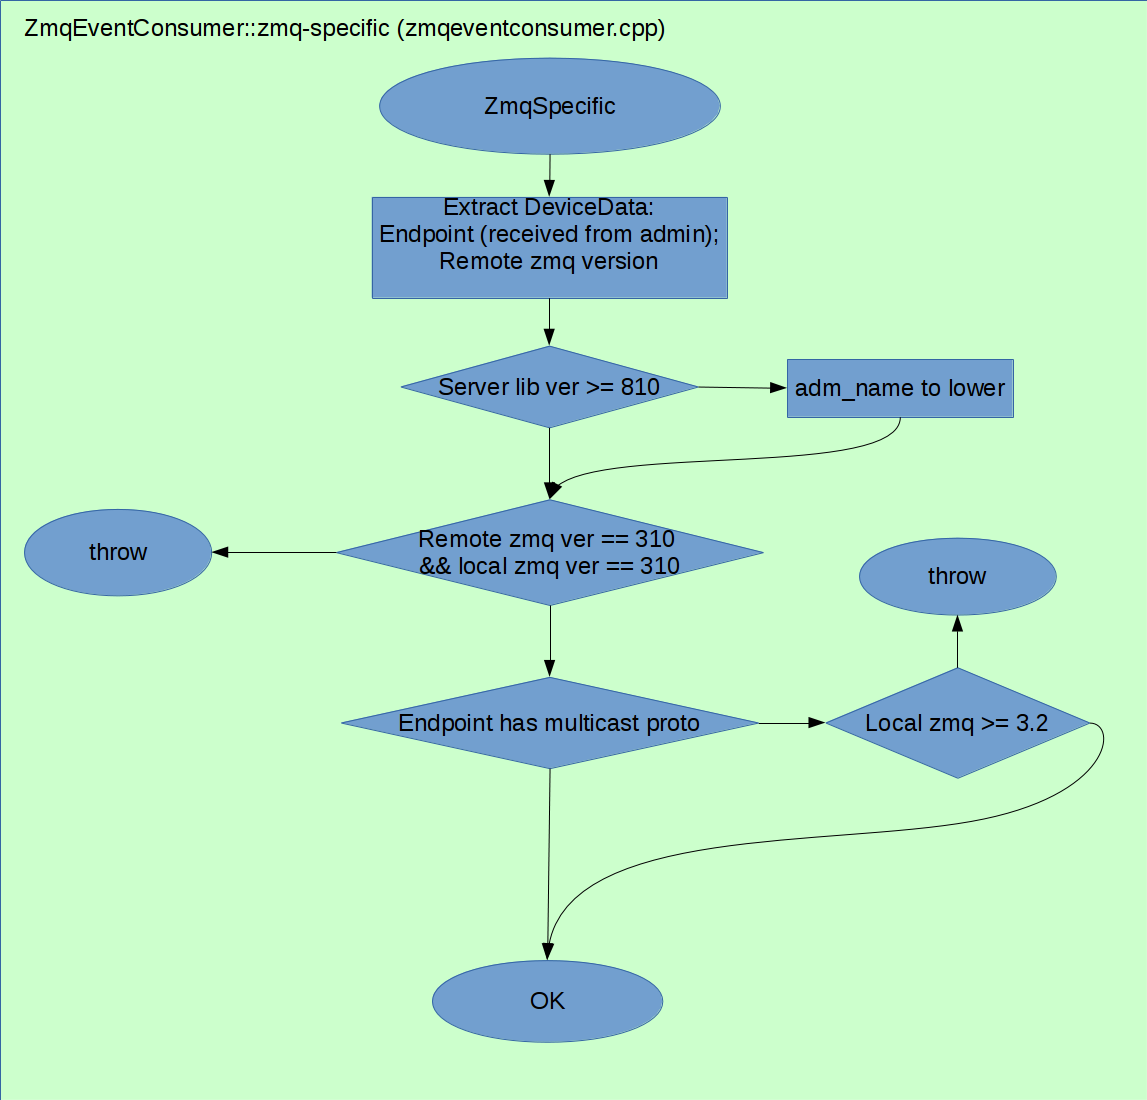 ZmqEventConsumer::zmq-specific (zmqeventconsumer.cpp)
ZmqSpecific
Extract DeviceData:
Endpoint (received from admin);
Remote zmq version
Server lib ver >= 810
adm_name to lower
Remote zmq ver == 310
&& local zmq ver == 310
throw
throw
Endpoint has multicast proto
Local zmq >= 3.2
OK